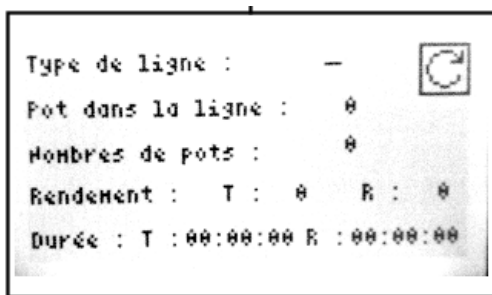 Type de ligne : —
Pot dans la ligne : 0
Nombres de pots : 0
Rendement : T : 0 R : 0
Durée : T :00:00:00 R :00:00:00